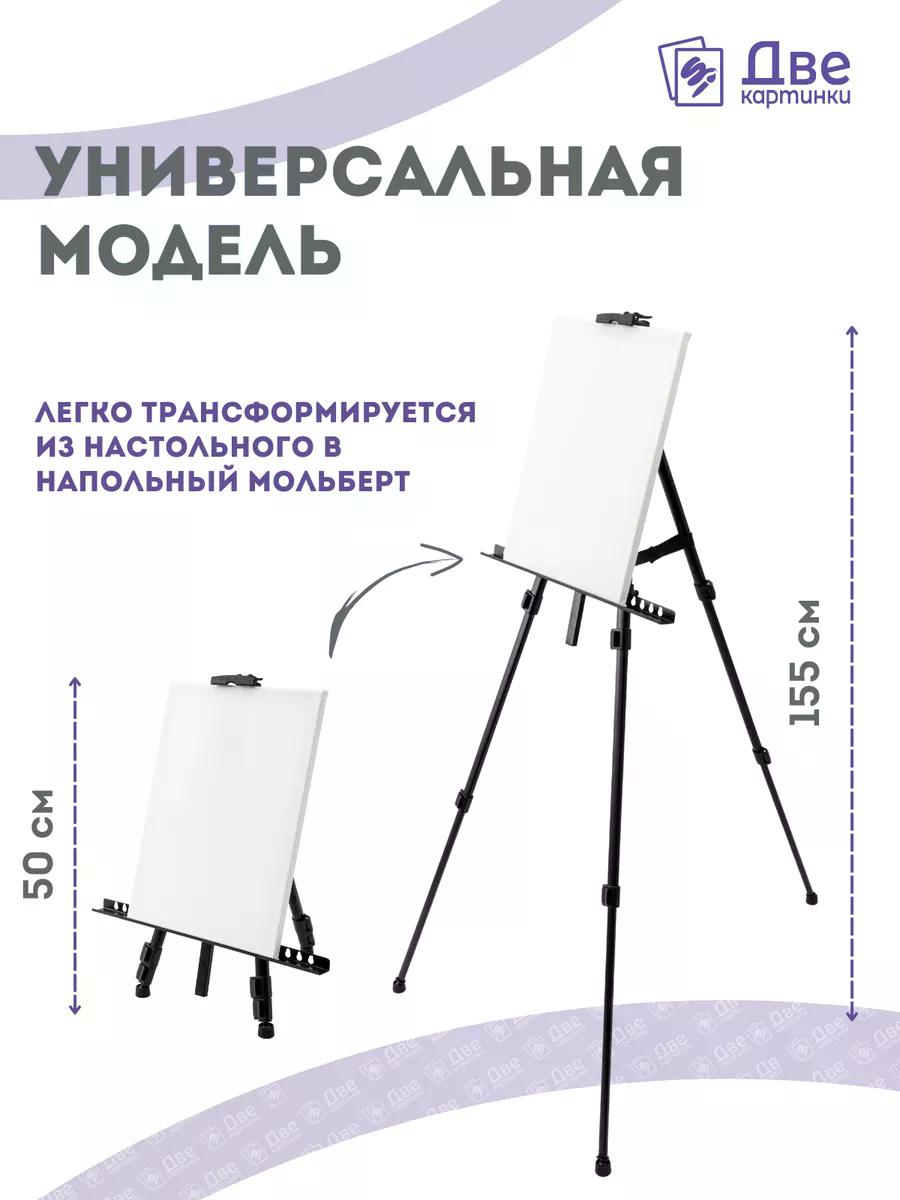 Две
картинки
УНИВЕРСАЛЬНАЯ
МОДЕЛЬ
ЛЕГКО ТРАНСФОРМИРУЕТСЯ
ИЗ НАСТОЛЬНОГО В
НАПОЛЬНЫЙ МОЛЬБЕРТ
155 см
50 см